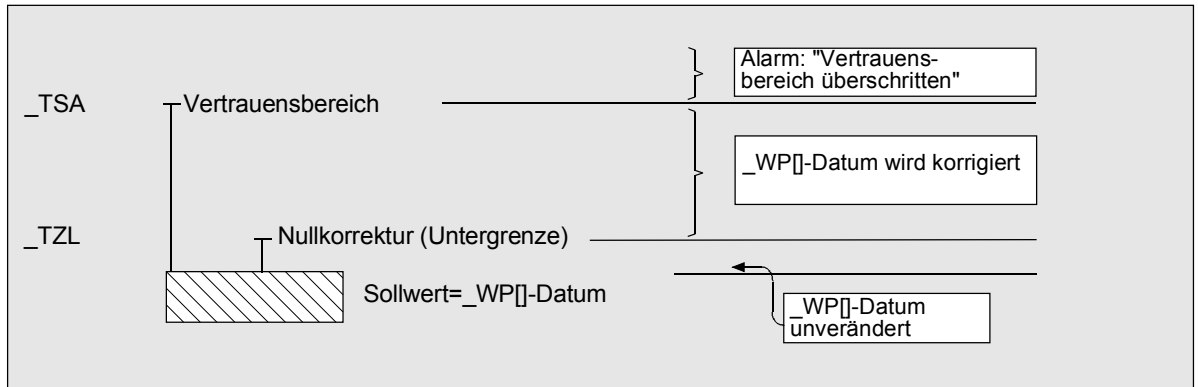 Alarm: "Vertrauens-
bereich überschritten"
_TSA
Vertrauensbereich
_WP[]-Datum wird korrigiert
_TZL
Nullkorrektur (Untergrenze)
Sollwert=_WP[]-Datum
_WP[]-Datum
unverändert